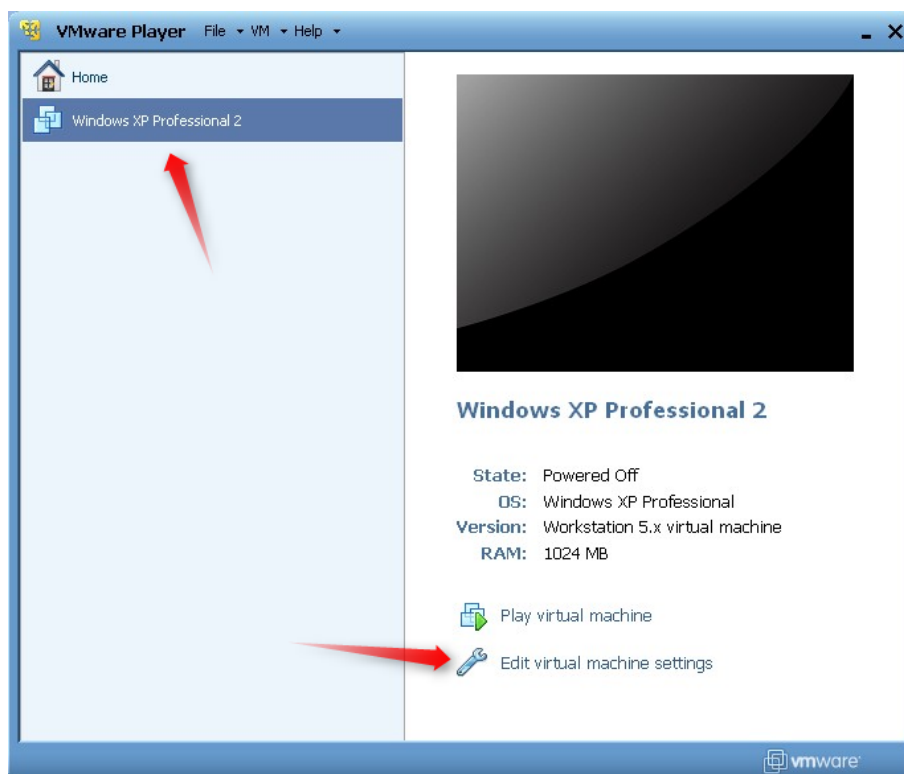 VMware Player File VM Help
Home
Windows XP Professional 2
Windows XP Professional 2
State: Powered Off
OS: Windows XP Professional
Version: Workstation 5.x virtual machine
RAM: 1024 MB
Play virtual machine
Edit virtual machine settings
vmware